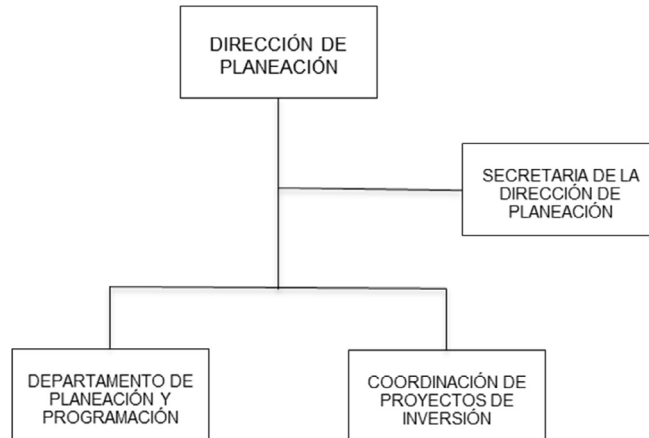 DIRECCIÓN DE
PLANEACIÓN
SECRETARIA DE LA
DIRECCIÓN DE
PLANEACIÓN
DEPARTAMENTO DE
PLANEACIÓN Y
PROGRAMACIÓN
COORDINACIÓN DE
PROYECTOS DE
INVERSIÓN